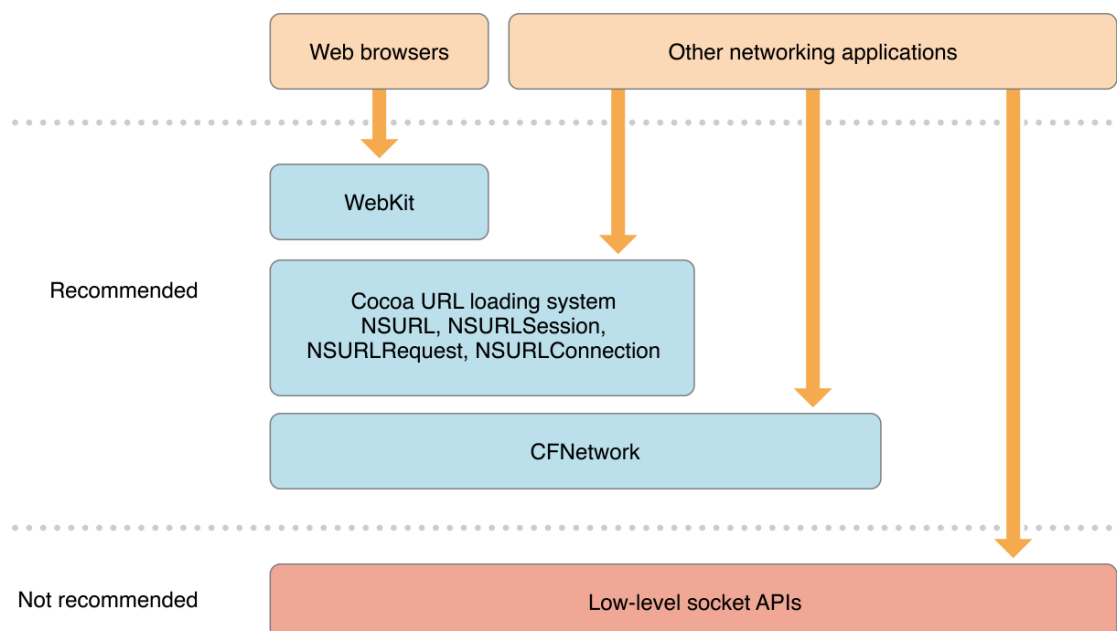 Web browsers
Other networking applications
WebKit
Recommended
Cocoa URL loading system
NSURL, NSURLSession,
NSURLRequest, NSURLConnection
CFNetwork
Not recommended
Low-level socket APIs